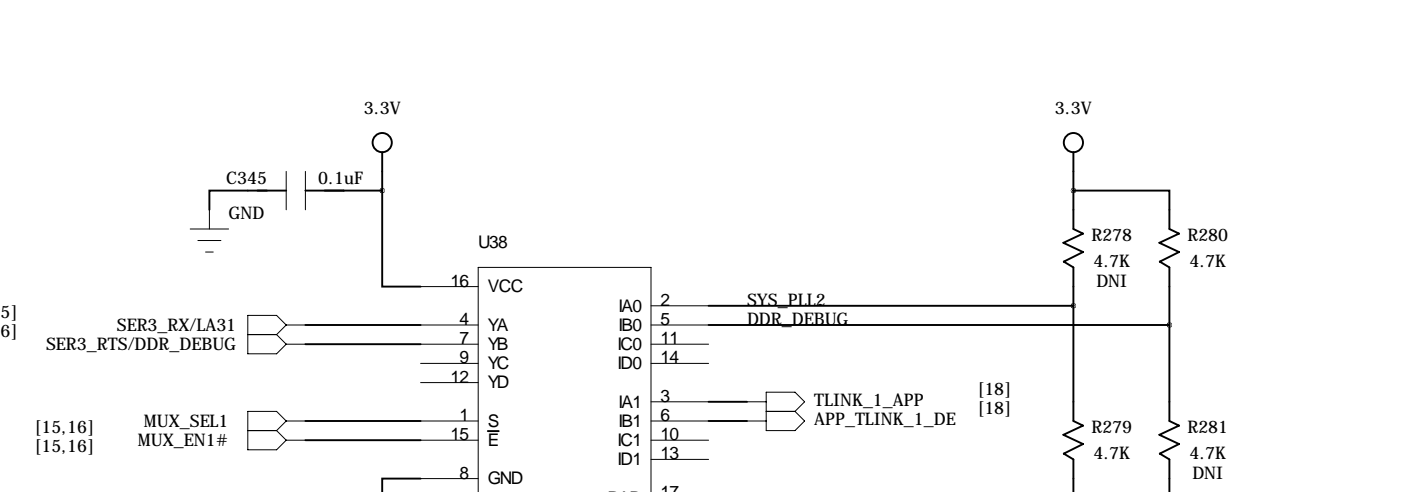 3.3V
3.3V
C345 0.1uF
GND
U38
R278
4.7K
DNI
R280
4.7K
16 VCC
5]
6]
SER3_RX/LA31 4 YA
SER3_RTS/DDR_DEBUG 7 YB
9 YC
12 YD
IA0 2 SYS_PLL2
IB0 5 DDR_DEBUG
IC0 11
ID0 14
IA1 3 TLINK_1_APP [18]
IB1 6 APP_TLINK_1_DE [18]
IC1 10
ID1 13
[15,16] MUX_SEL1 1 S
[15,16] MUX_EN1# 15 E
8 GND
17
R279
4.7K
R281
4.7K
DNI